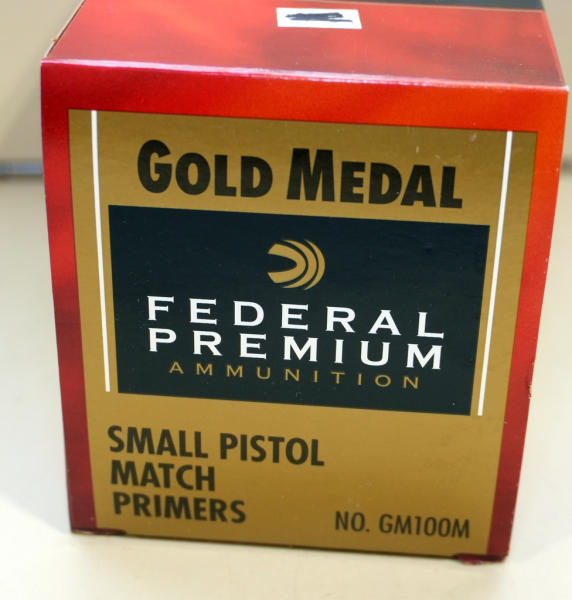 GOLD MEDAL
FEDERAL
PREMIUM
AMMUNITION
SMALL PISTOL
MATCH
PRIMERS
NO. GM100M